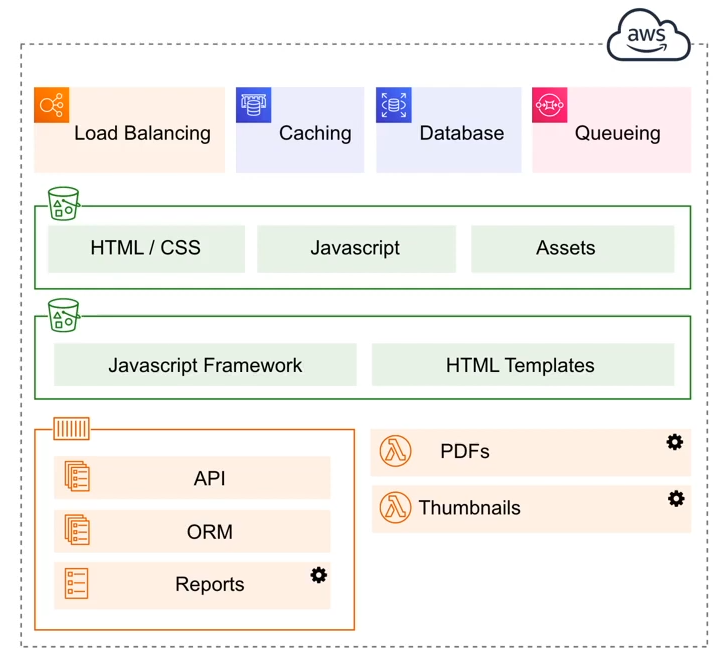 aws
Load Balancing
Caching
Database
Queueing
HTML / CSS
Javascript
Assets
Javascript Framework
HTML Templates
API
ORM
Reports
PDFs
Thumbnails